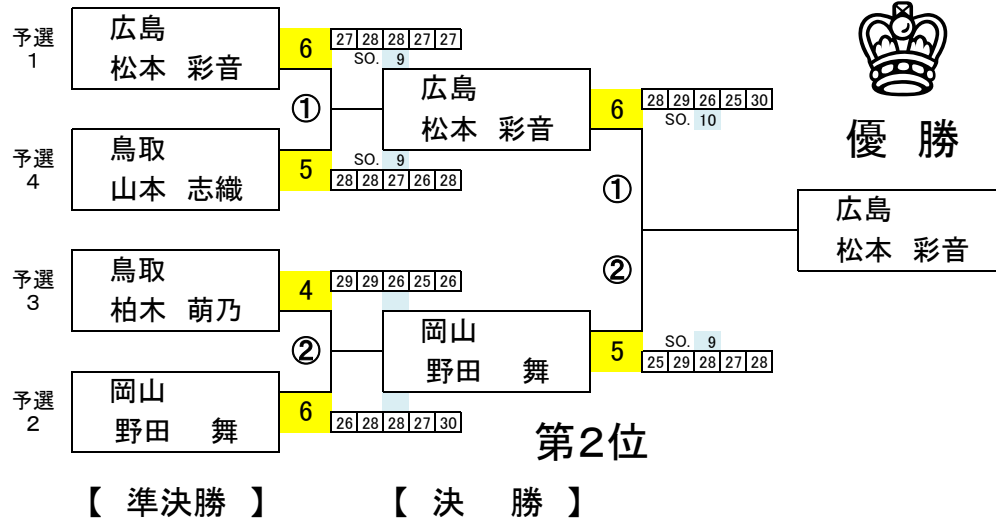 予選
1
広島
松本 彩音
6
27 28 28 27 27
SO. 9
①
予選
4
鳥取
山本 志織
5
SO. 9
28 28 27 26 28
予選
3
鳥取
柏木 萌乃
4
29 29 26 25 26
②
予選
2
岡山
野田 舞
6
26 28 28 27 30
広島
松本 彩音
6
28 29 26 25 30
SO. 10
①
②
岡山
野田 舞
5
SO. 9
25 29 28 27 28
第2位
優 勝
広島
松本 彩音
【 準決勝 】
【 決 勝 】